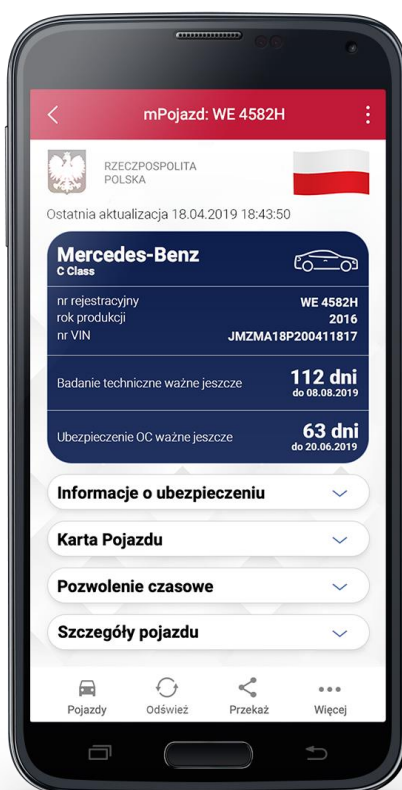 mPojazd: WE 4582H
RZECZPOSPOLITA
POLSKA
Ostatnia aktualizacja 18.04.2019 18:43:50
Mercedes-Benz
C Class
nr rejestracyjny WE 4582H
rok produkcji 2016
nr VIN JMZMA18P200411817
Badanie techniczne ważne jeszcze 112 dni
do 08.08.2019
Ubezpieczenie OC ważne jeszcze 63 dni
do 20.06.2019
Informacje o ubezpieczeniu
Karta Pojazdu
Pozwolenie czasowe
Szczegóły pojazdu
Pojazdy Odśwież Przekaż Więcej